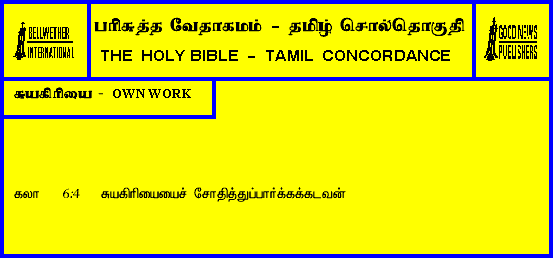 BELLWETHER
INTERNATIONAL
பரிசுத்த வேதாகமம் - தமிழ் சொல்தொகுதி
THE HOLY BIBLE - TAMIL CONCORDANCE
GOOD NEWS
PUBLISHERS
சுயகிரியை - OWN WORK
கலா 6:4 சுயகிரியையைச் சோதித்துப்பார்க்கக்கடவன்